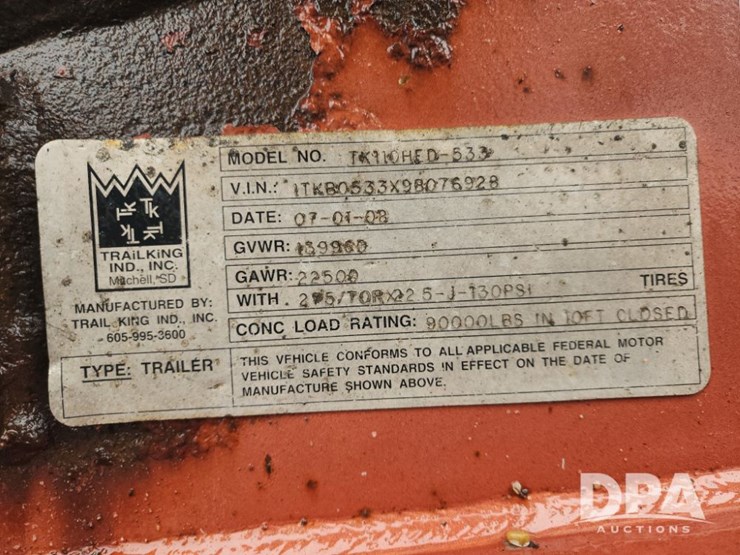 TRAILKING
IND., INC.
Mitchell, SD
MANUFACTURED BY:
TRAIL KING IND., INC.
605-995-3600
TYPE: TRAILER
MODEL NO. TK110HED-533
V.I.N.: 1TKB0533X9B076928
DATE: 07-01-08
GVWR: 139960
GAWR: 22500
WITH 275/70RX22.5-J-130PSI TIRES
CONC LOAD RATING: 90000LBS IN 10FT CLOSED
THIS VEHICLE CONFORMS TO ALL APPLICABLE FEDERAL MOTOR
VEHICLE SAFETY STANDARDS IN EFFECT ON THE DATE OF
MANUFACTURE SHOWN ABOVE.
DPA
AUCTIONS